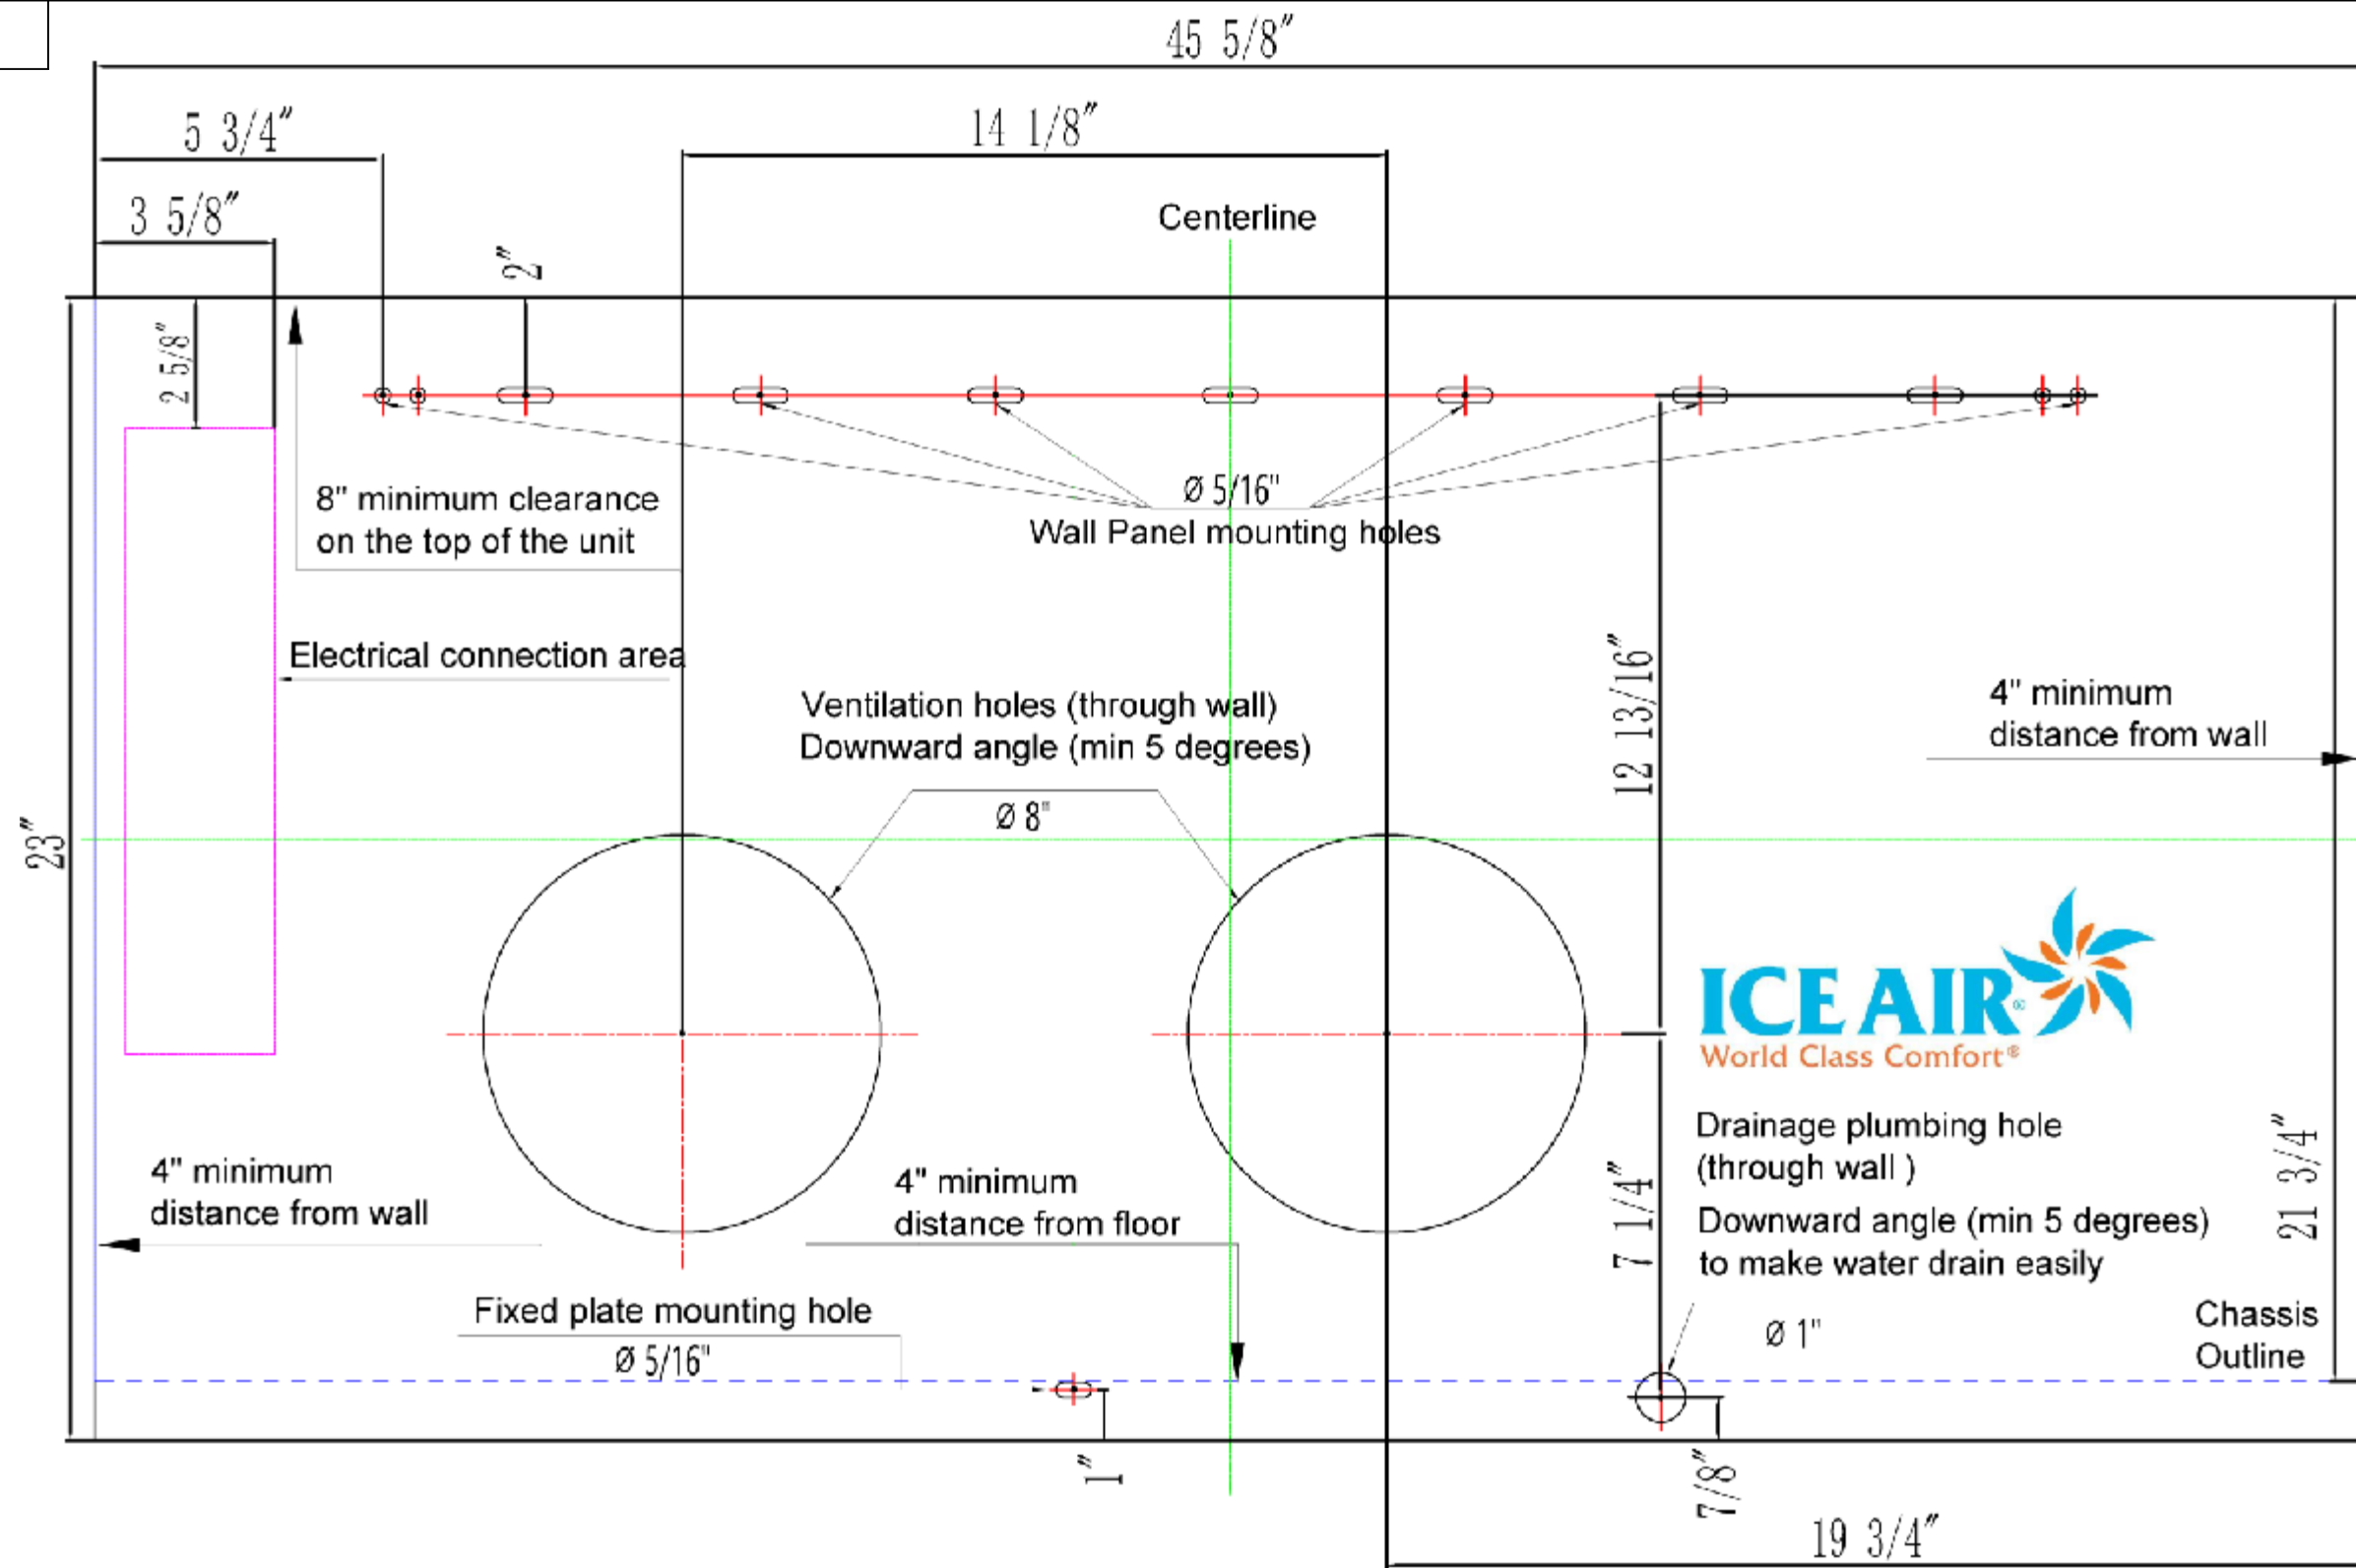 45 5/8"
5 3/4"
14 1/8"
3 5/8"
Centerline
2"
2 5/8"
8" minimum clearance
on the top of the unit
Ø 5/16"
Wall Panel mounting holes
Electrical connection area
Ventilation holes (through wall)
Downward angle (min 5 degrees)
Ø 8"
12 13/16"
4" minimum
distance from wall
23"
ICE AIR®
World Class Comfort®
4" minimum
distance from wall
4" minimum
distance from floor
7 1/4"
Drainage plumbing hole
(through wall )
Downward angle (min 5 degrees)
to make water drain easily
21 3/4"
Fixed plate mounting hole
Ø 5/16"
Ø 1"
Chassis
Outline
1"
7/8"
19 3/4"